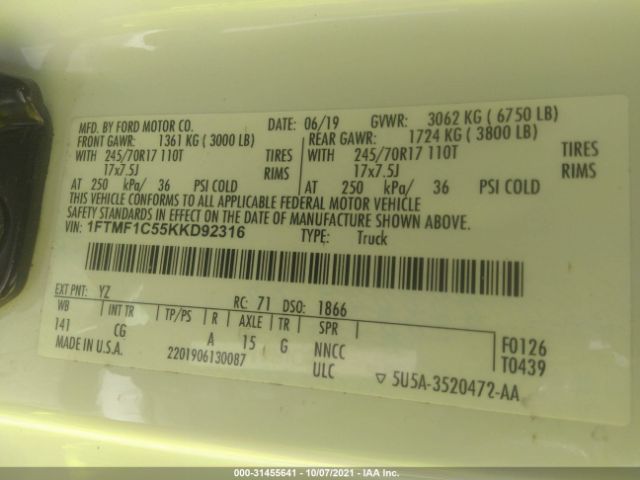 MFD. BY FORD MOTOR CO. DATE: 06/19 GVWR: 3062 KG ( 6750 LB)
FRONT GAWR: 1361 KG ( 3000 LB) REAR GAWR: 1724 KG ( 3800 LB)
WITH 245/70R17 110T TIRES WITH 245/70R17 110T TIRES
17x7.5J RIMS 17x7.5J RIMS
AT 250 kPa/ 36 PSI COLD AT 250 kPa/ 36 PSI COLD
THIS VEHICLE CONFORMS TO ALL APPLICABLE FEDERAL MOTOR VEHICLE
SAFETY STANDARDS IN EFFECT ON THE DATE OF MANUFACTURE SHOWN ABOVE.
VIN: 1FTMF1C55KKD92316 TYPE: Truck
EXT PNT: YZ RC: 71 DSO: 1866
WB INT TR TP/PS R AXLE TR SPR
141 CG A 15 G NNCC F0126
MADE IN U.S.A. 2201906130087 ULC T0439
▽ 5U5A-3520472-AA
000-31455641 - 10/07/2021 - IAA Inc.